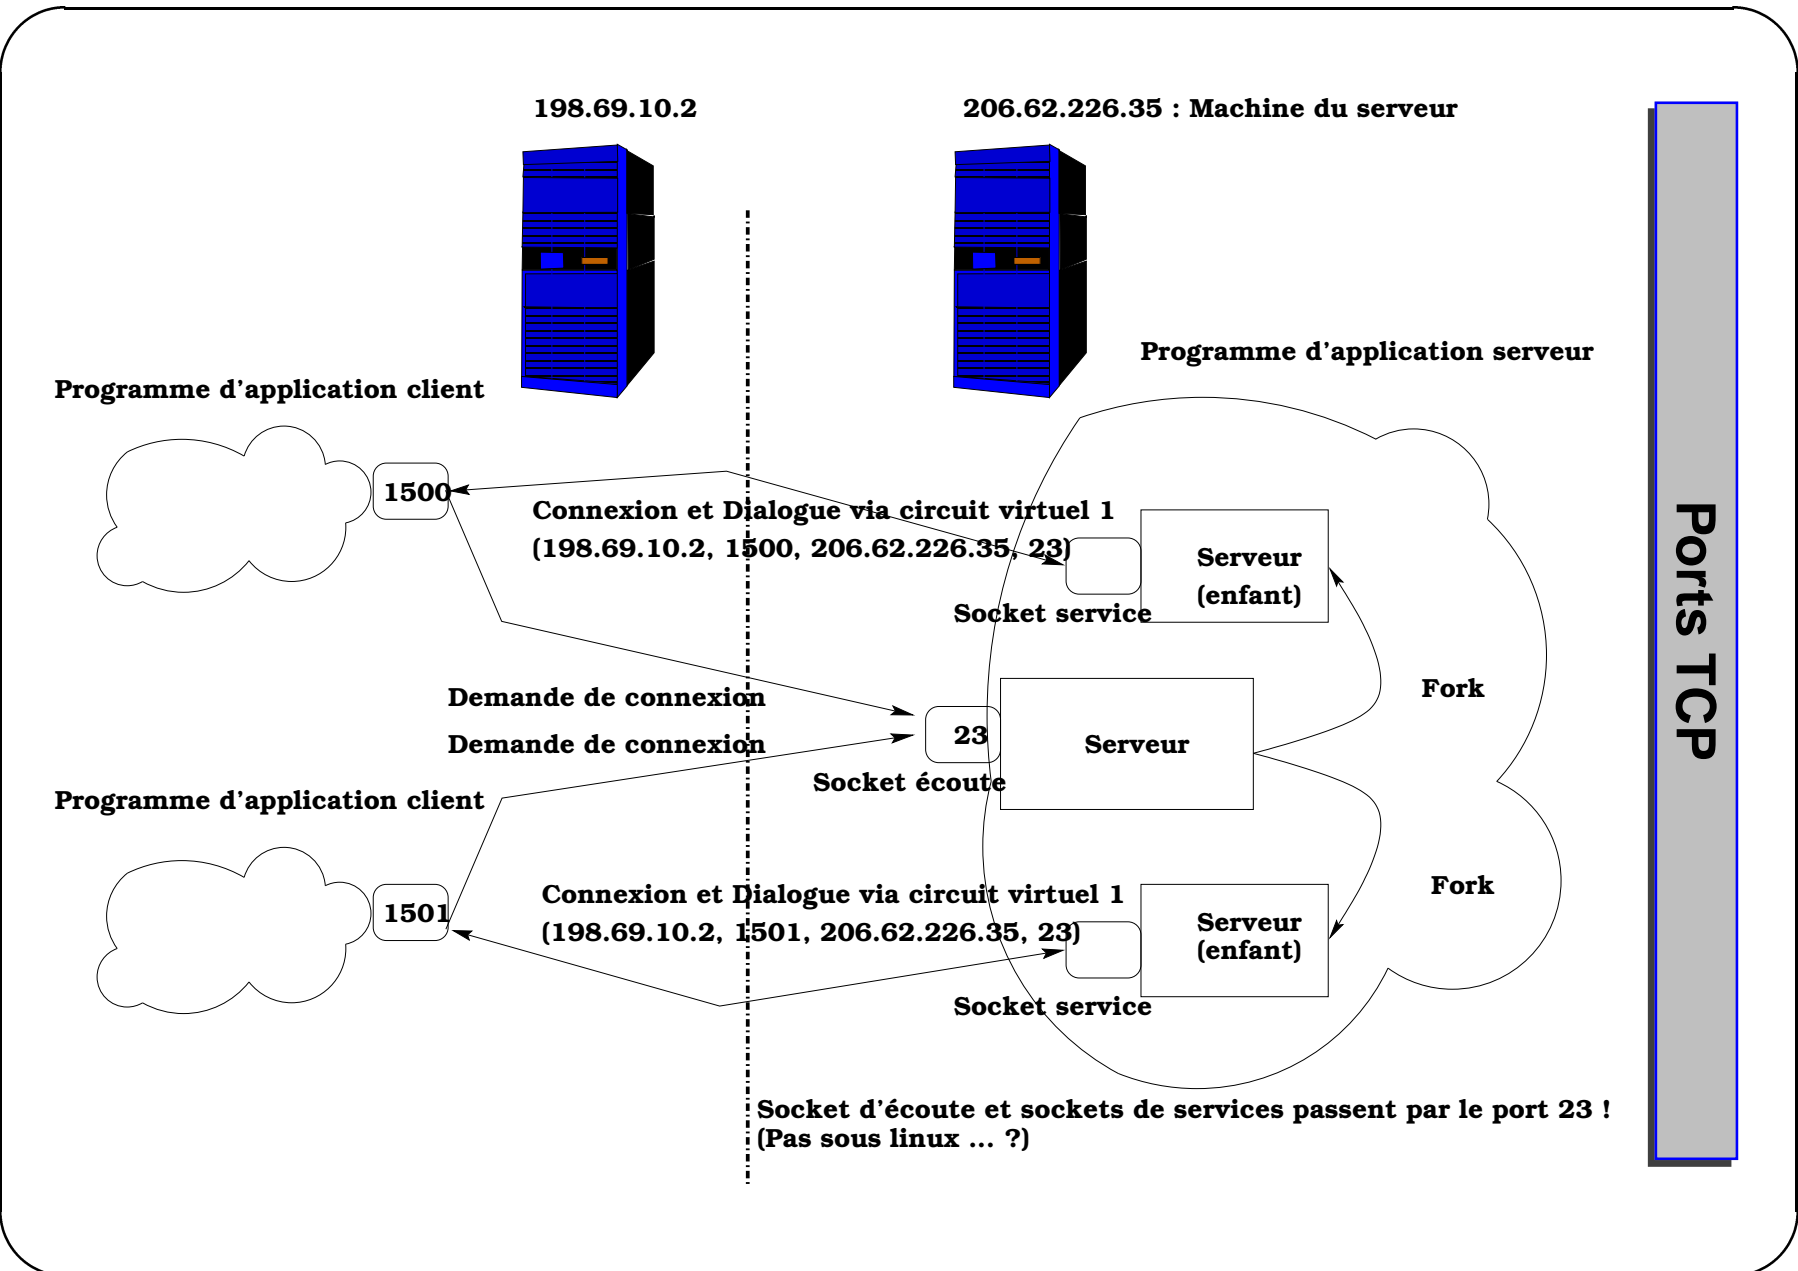 198.69.10.2
206.62.226.35 : Machine du serveur
Programme d'application serveur
Programme d'application client
1500
Connexion et Dialogue via circuit virtuel 1
(198.69.10.2, 1500, 206.62.226.35, 23)
Serveur
(enfant)
Socket service
Fork
Demande de connexion
Demande de connexion
23
Serveur
Socket écoute
Programme d'application client
1501
Connexion et Dialogue via circuit virtuel 1
(198.69.10.2, 1501, 206.62.226.35, 23)
Fork
Serveur
(enfant)
Socket service
Socket d'écoute et sockets de services passent par le port 23 !
(Pas sous linux ... ?)
Ports TCP